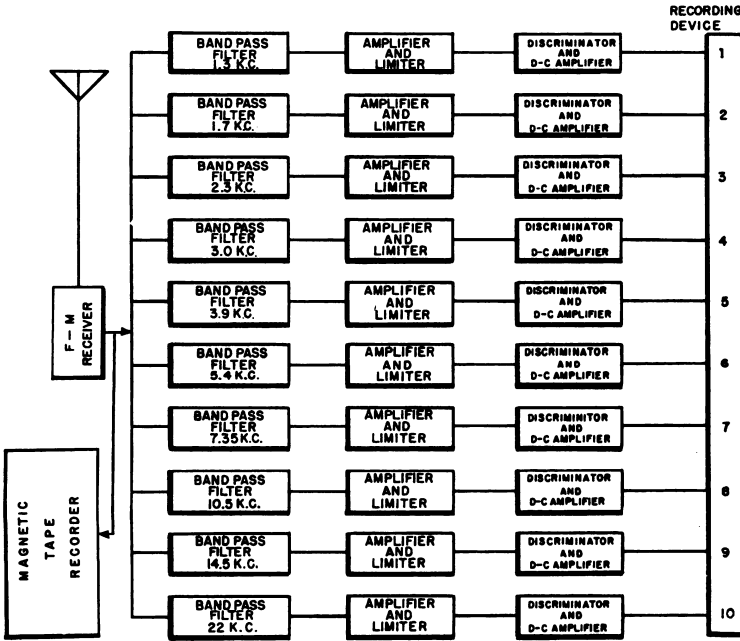 RECORDING
DEVICE
BAND PASS
FILTER
1.3 K.C.
AMPLIFIER
AND
LIMITER
DISCRIMINATOR
AND
D-C AMPLIFIER
1
BAND PASS
FILTER
1.7 K.C.
AMPLIFIER
AND
LIMITER
DISCRIMINATOR
AND
D-C AMPLIFIER
2
BAND PASS
FILTER
2.3 K.C.
AMPLIFIER
AND
LIMITER
DISCRIMINATOR
AND
D-C AMPLIFIER
3
BAND PASS
FILTER
3.0 K.C.
AMPLIFIER
AND
LIMITER
DISCRIMINATOR
AND
D-C AMPLIFIER
4
F-M
RECEIVER
BAND PASS
FILTER
3.9 K.C.
AMPLIFIER
AND
LIMITER
DISCRIMINATOR
AND
D-C AMPLIFIER
5
BAND PASS
FILTER
5.4 K.C.
AMPLIFIER
AND
LIMITER
DISCRIMINATOR
AND
D-C AMPLIFIER
6
BAND PASS
FILTER
7.35 K.C.
AMPLIFIER
AND
LIMITER
DISCRIMINITOR
AND
D-C AMPLIFIER
7
MAGNETIC
TAPE
RECORDER
BAND PASS
FILTER
10.5 K.C.
AMPLIFIER
AND
LIMITER
DISCRIMINATOR
AND
D-C AMPLIFIER
8
BAND PASS
FILTER
14.5 K.C.
AMPLIFIER
AND
LIMITER
DISCRIMINATOR
AND
D-C AMPLIFIER
9
BAND PASS
FILTER
22 K.C.
AMPLIFIER
AND
LIMITER
DISCRIMINATOR
AND
D-C AMPLIFIER
10